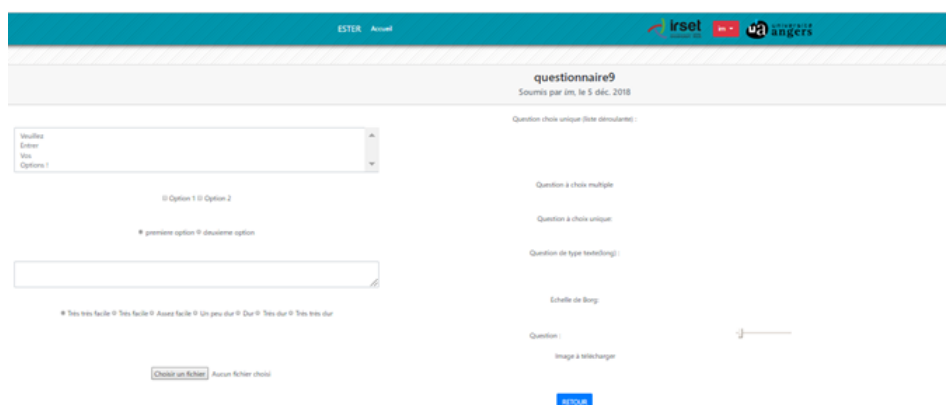 ESTER Accueil
irset
im
université
angers
questionnaire9
Soumis par im, le 5 déc. 2018
Question choix unique (liste déroulante) :
Veuillez
Entrer
Vos
Options !
Question à choix multiple
Option 1 Option 2
Question à choix unique:
premiere option deuxieme option
Question de type texte(long) :
Echelle de Borg:
Très très facile Très facile Assez facile Un peu dur Dur Très dur Très très dur
Question :
Image à télécharger
Choisir un fichier Aucun fichier choisi
RETOUR